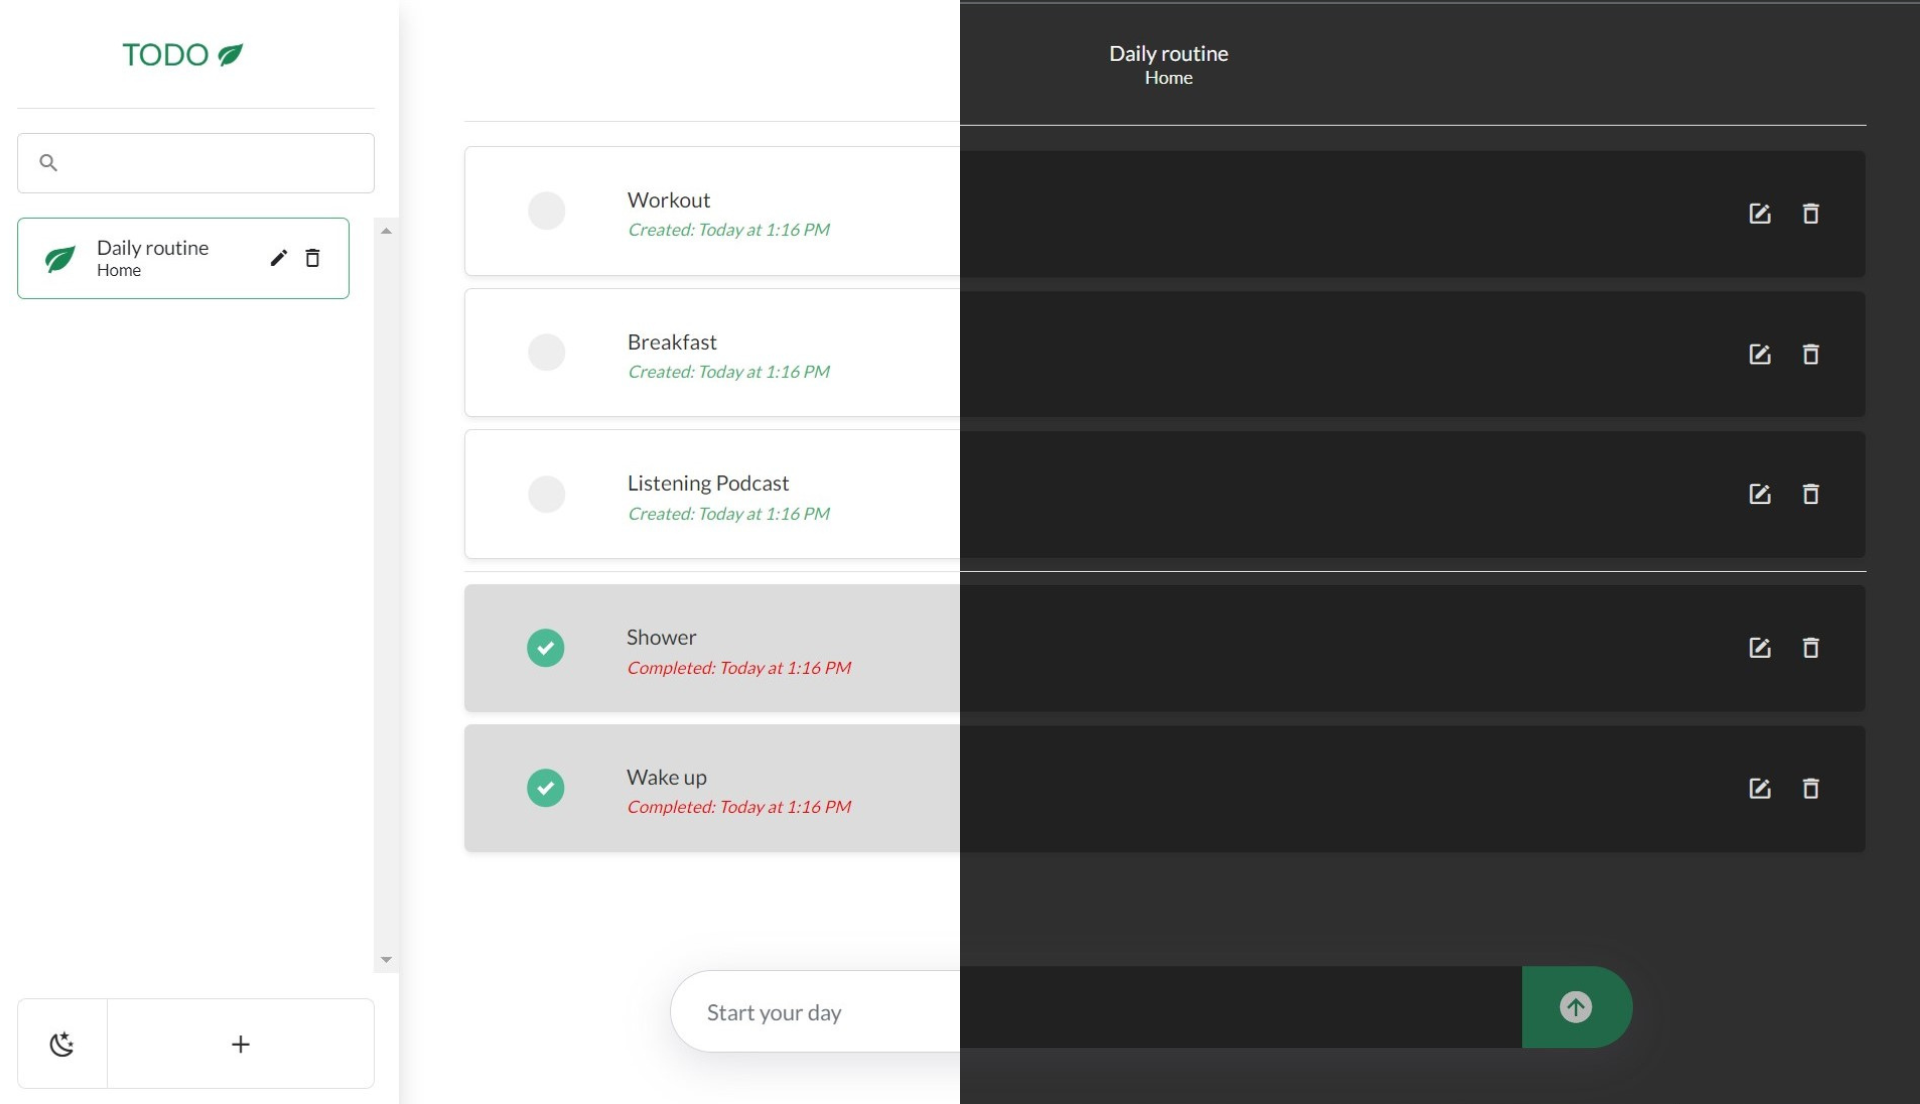 TODO
Daily routine
Home
Daily routine
Home
Workout
Created: Today at 1:16 PM
Breakfast
Created: Today at 1:16 PM
Listening Podcast
Created: Today at 1:16 PM
Shower
Completed: Today at 1:16 PM
Wake up
Completed: Today at 1:16 PM
Start your day